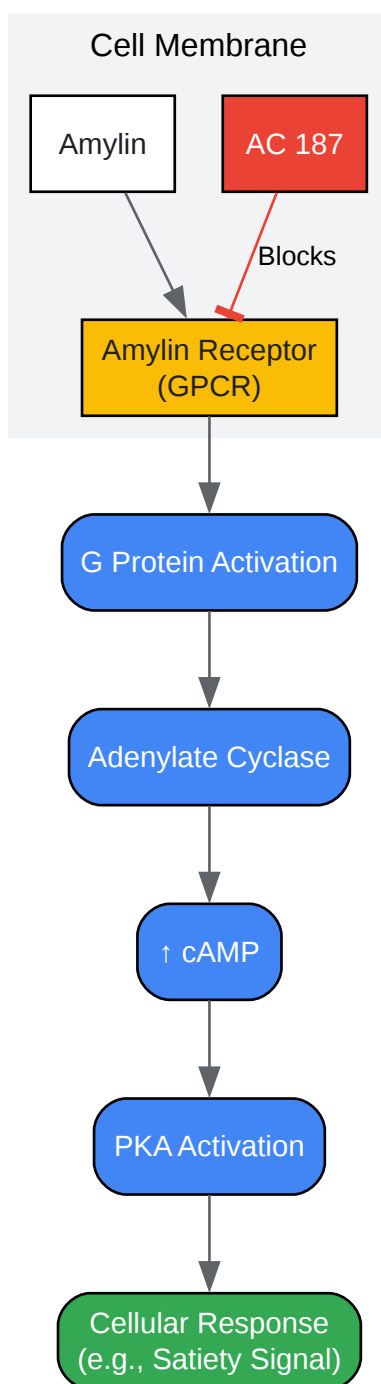 Cell Membrane
Amylin
AC 187
Blocks
Amylin Receptor
(GPCR)
G Protein Activation
Adenylate Cyclase
↑ cAMP
PKA Activation
Cellular Response
(e.g., Satiety Signal)